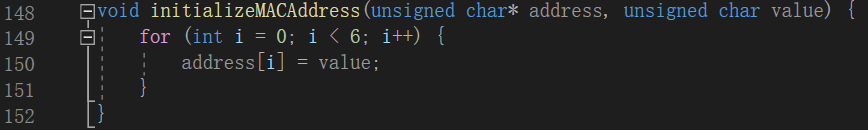 148 void initializeMACAddress(unsigned char* address, unsigned char value) {
149     for (int i = 0; i < 6; i++) {
150         address[i] = value;
151     }
152 }